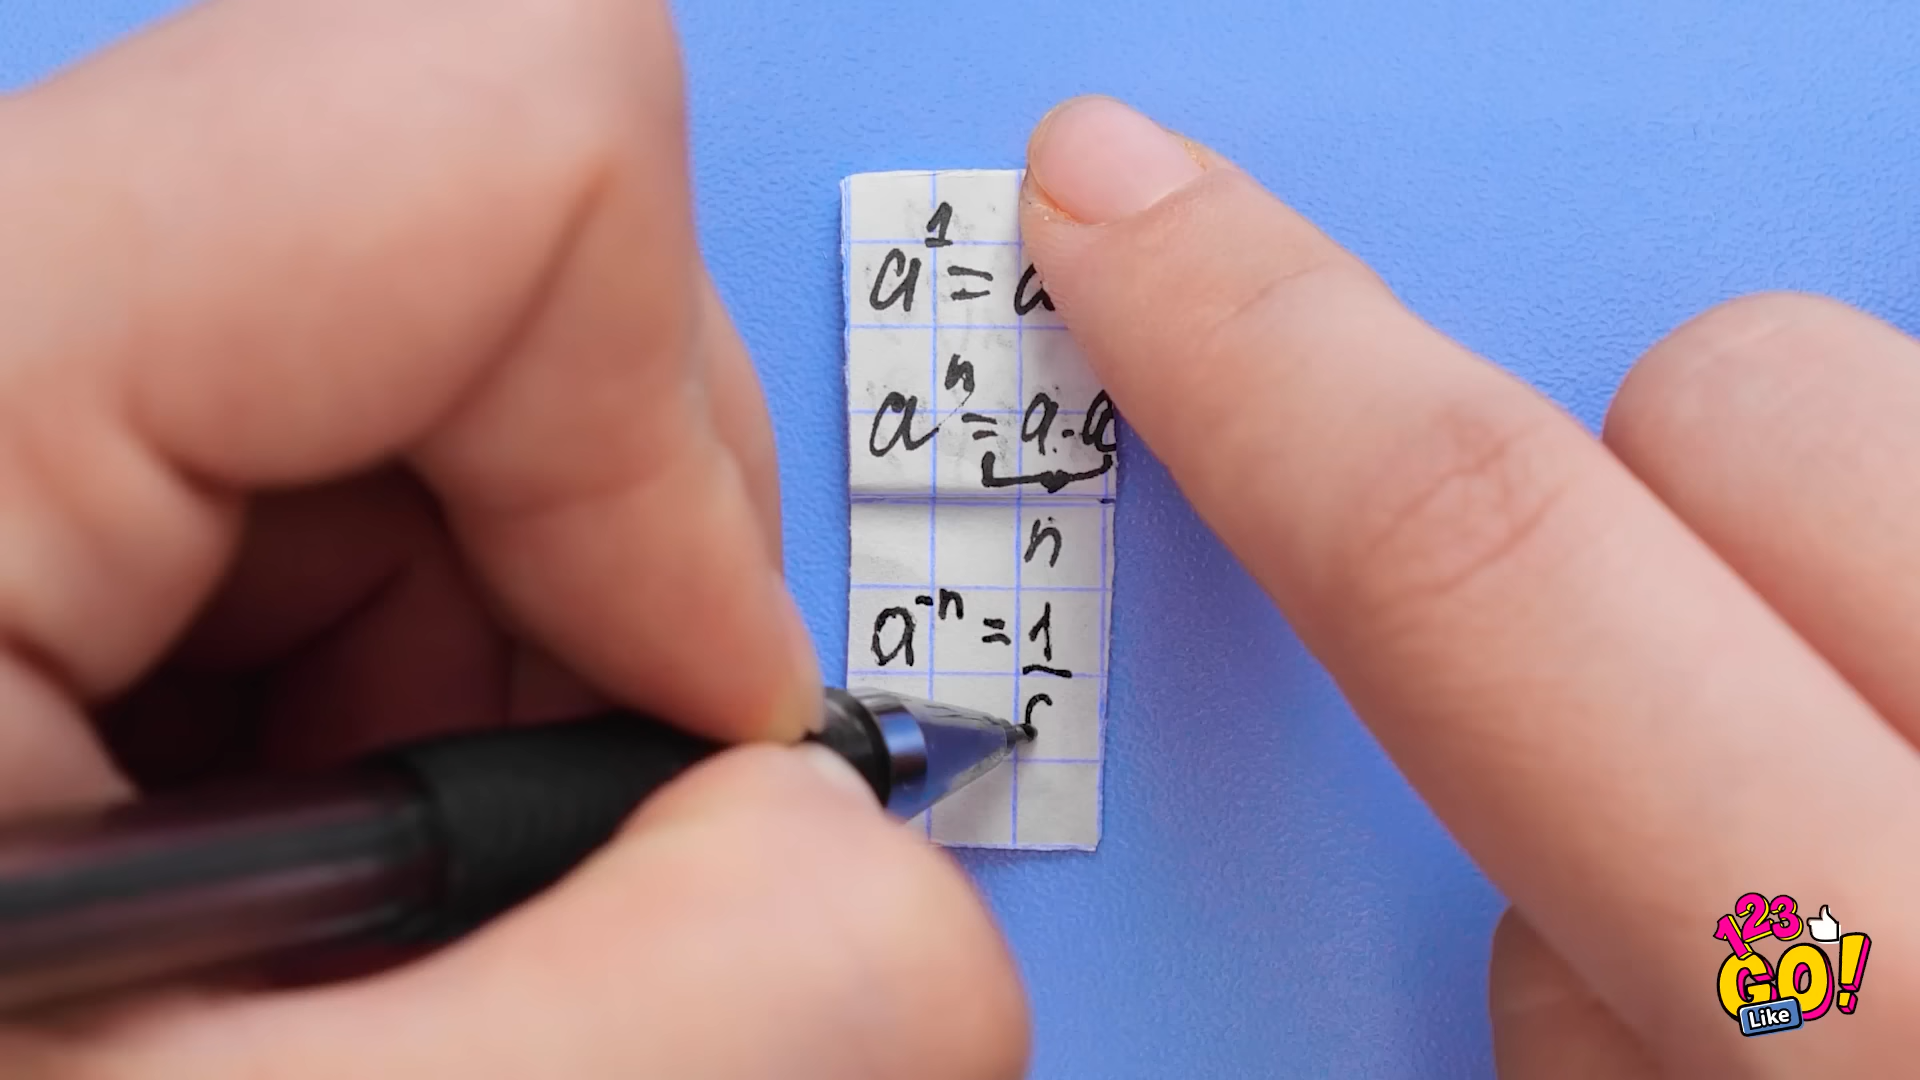 a¹ = a
aⁿ = a · a
n
a⁻ⁿ = 1
123
GO!
Like